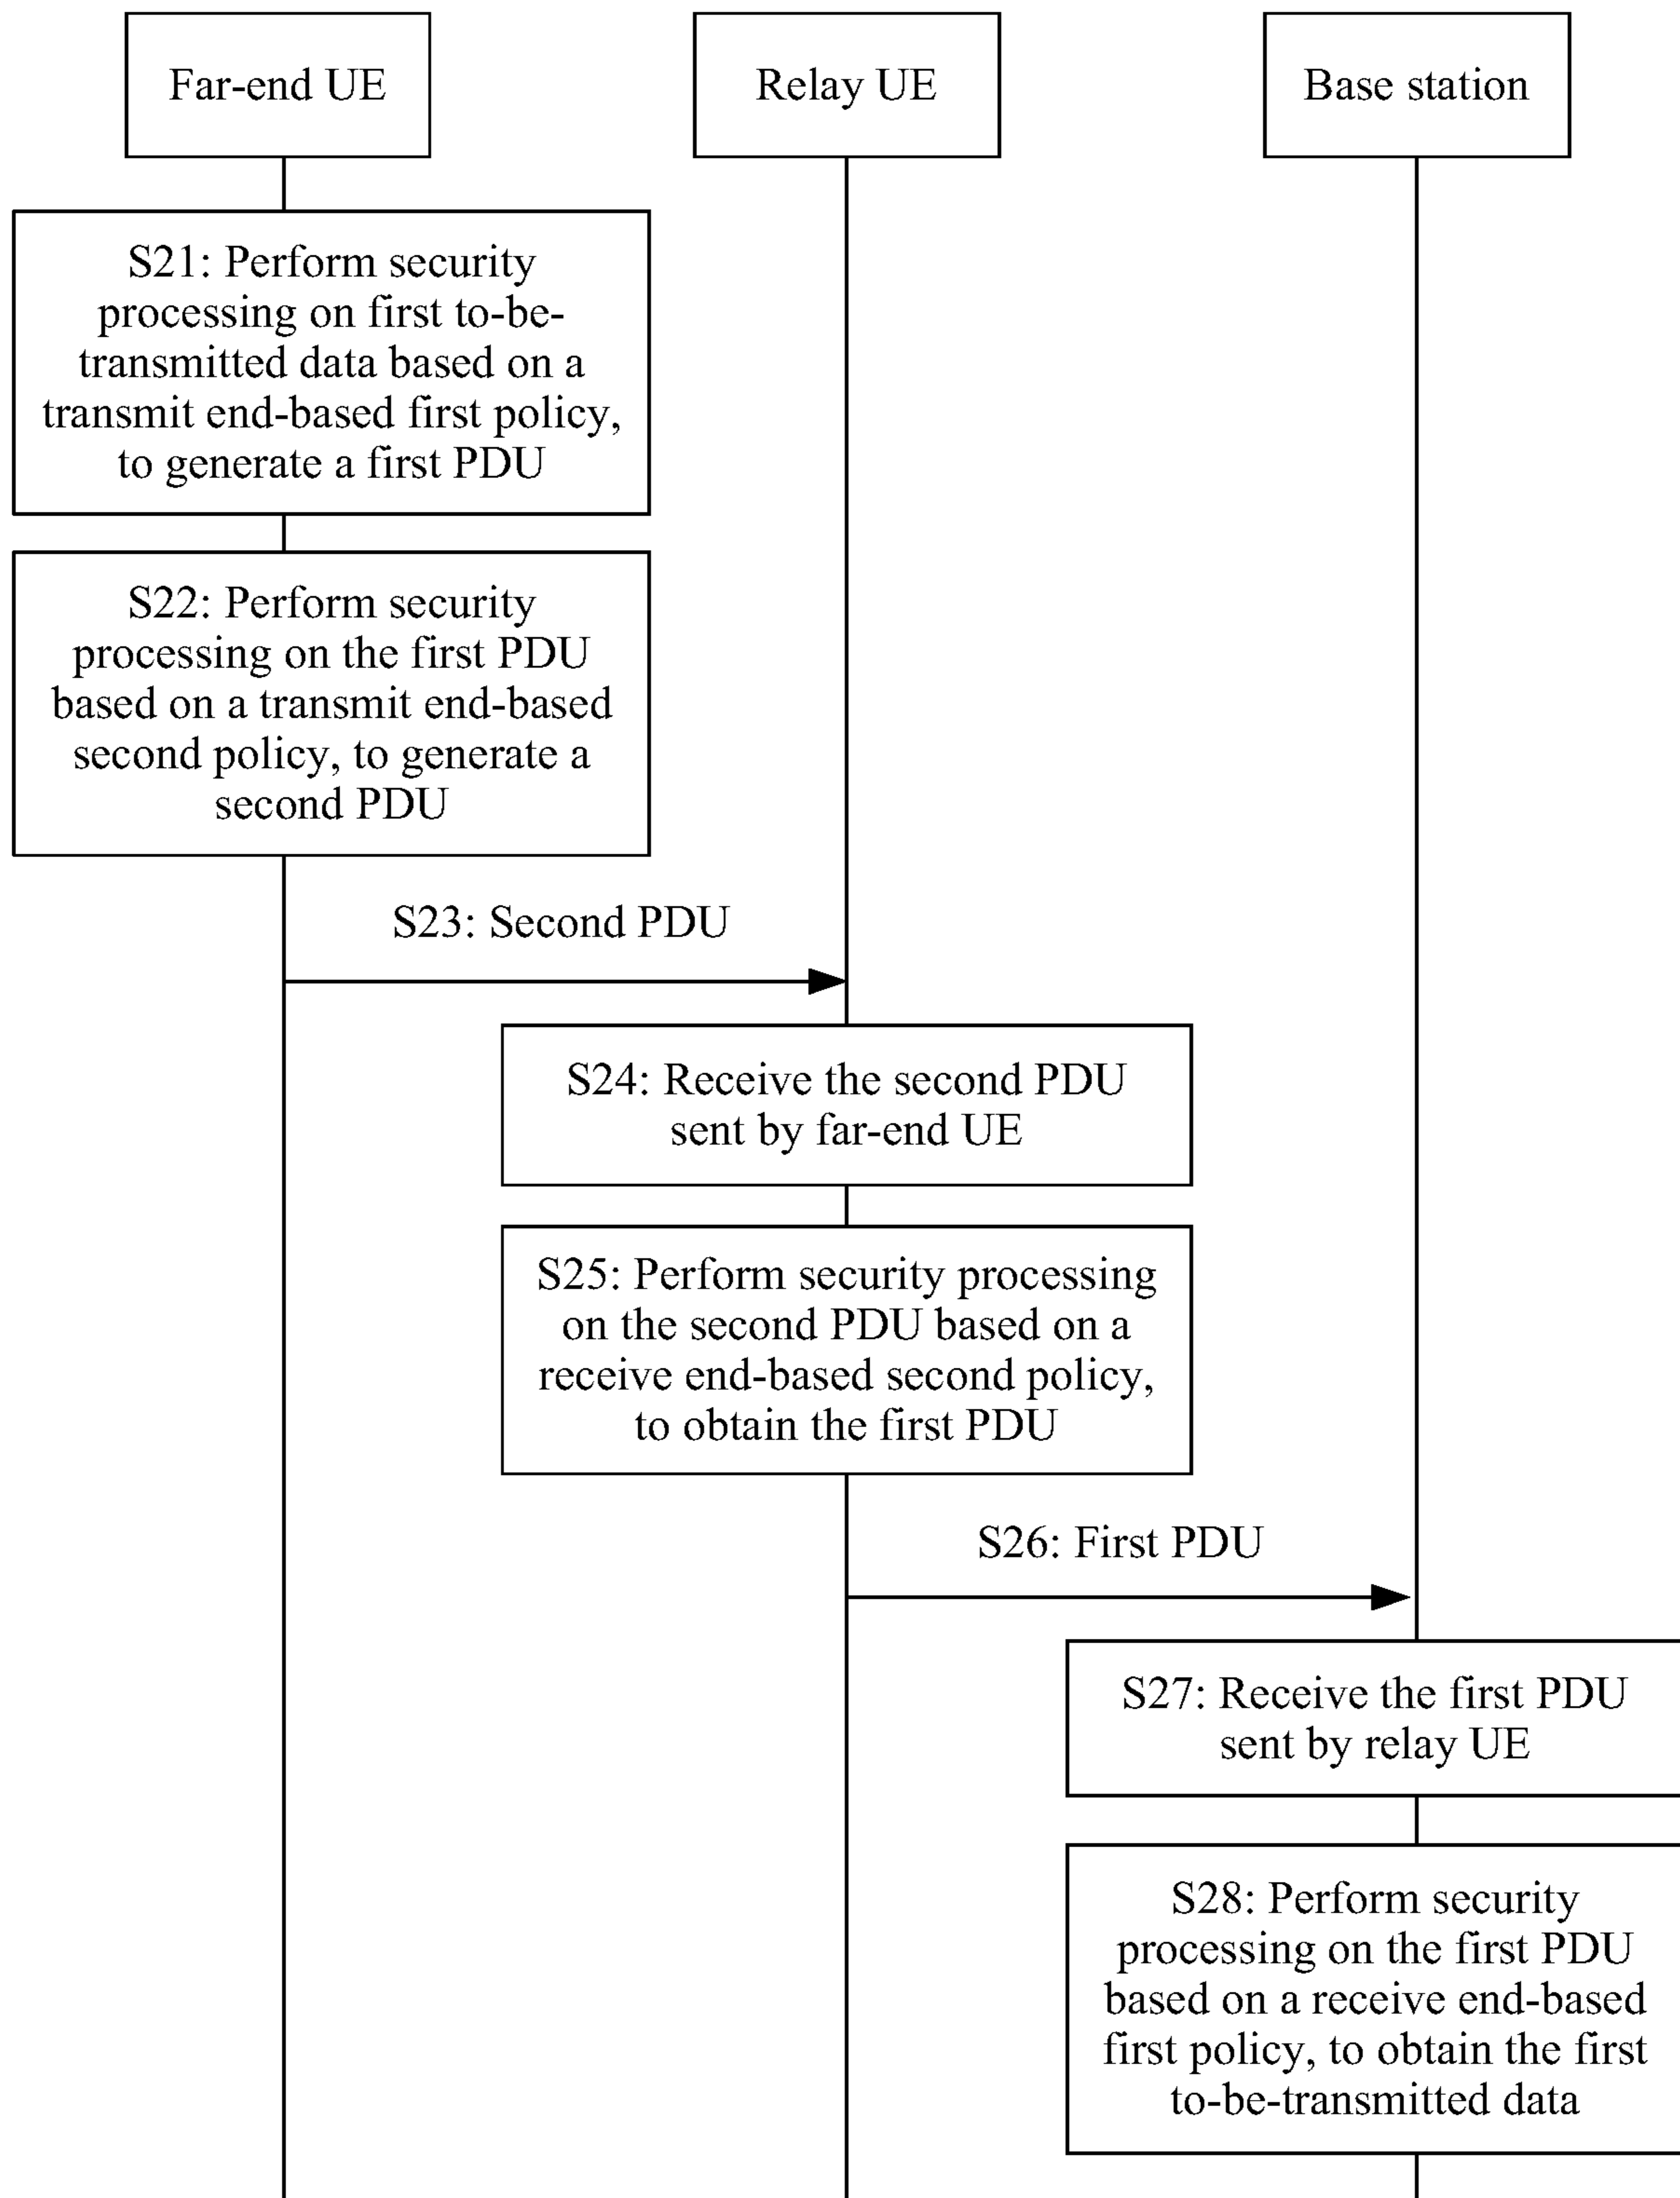 Far-end UE
Relay UE
Base station
S21: Perform security
processing on first to-be-
transmitted data based on a
transmit end-based first policy,
to generate a first PDU
S22: Perform security
processing on the first PDU
based on a transmit end-based
second policy, to generate a
second PDU
S23: Second PDU
S24: Receive the second PDU
sent by far-end UE
S25: Perform security processing
on the second PDU based on a
receive end-based second policy,
to obtain the first PDU
S26: First PDU
S27: Receive the first PDU
sent by relay UE
S28: Perform security
processing on the first PDU
based on a receive end-based
first policy, to obtain the first
to-be-transmitted data